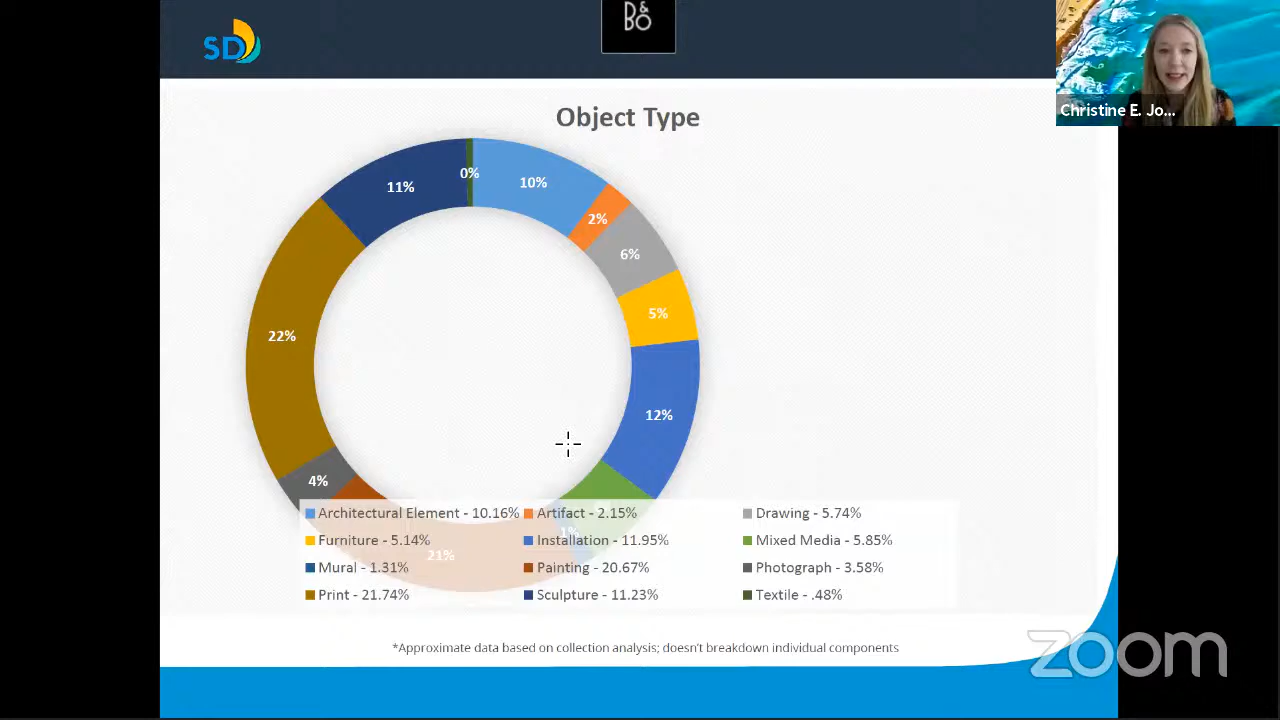 SD
D&
BO
Christine E. Jo...
Object Type
0%
10%
11%
2%
6%
5%
22%
12%
4%
1%
21%
Architectural Element - 10.16% Artifact - 2.15% Drawing - 5.74%
Furniture - 5.14% Installation - 11.95% Mixed Media - 5.85%
Mural - 1.31% Painting - 20.67% Photograph - 3.58%
Print - 21.74% Sculpture - 11.23% Textile - .48%
*Approximate data based on collection analysis; doesn't breakdown individual components
zoom